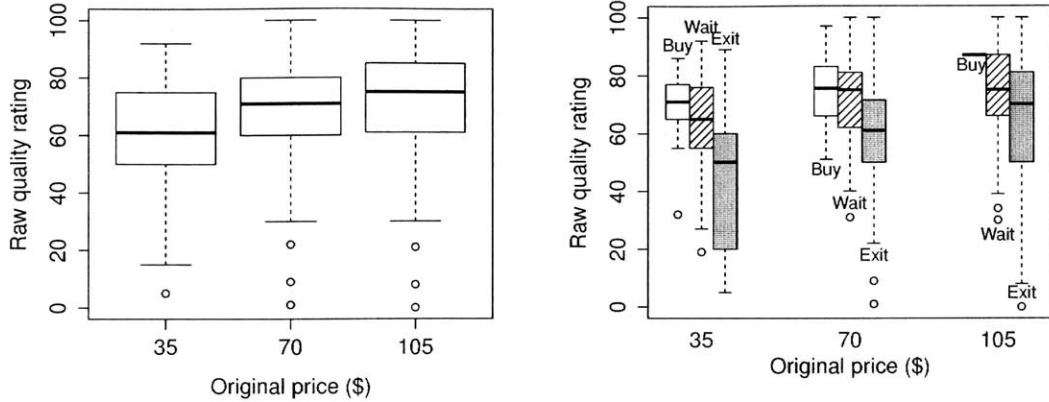 Raw quality rating
0 20 40 60 80 100
35 70 105
Original price ($)
Raw quality rating
0 20 40 60 80 100
Buy Wait Exit
Buy Wait Exit
Buy Wait Exit
35 70 105
Original price ($)